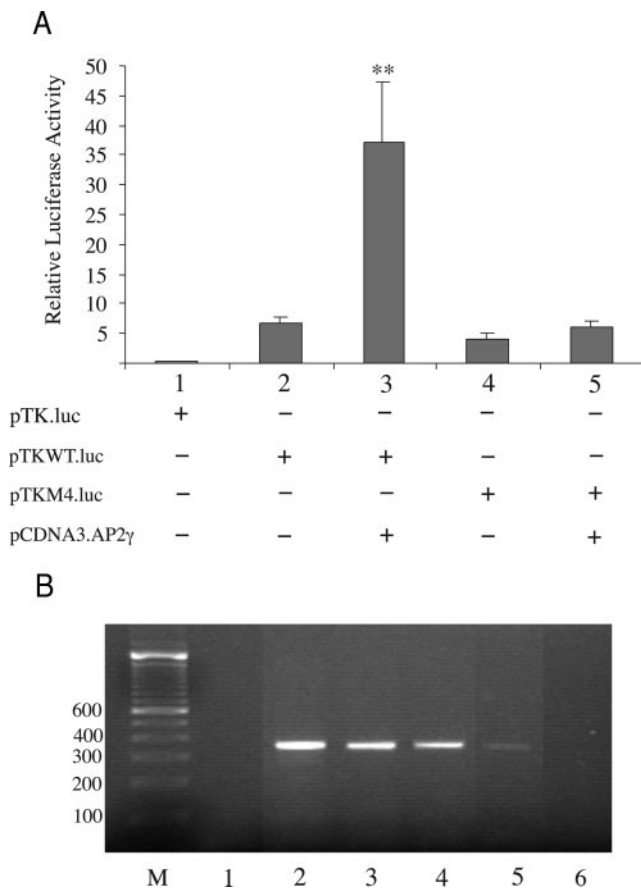 A
Relative Luciferase Activity
50
45
40
35
30
25
20
15
10
5
**
1 2 3 4 5
pTK.luc + − − − −
pTKWT.luc − + + − −
pTKM4.luc − − − + +
pCDNA3.AP2γ − − + − +
B
600
400
300
200
100
M 1 2 3 4 5 6